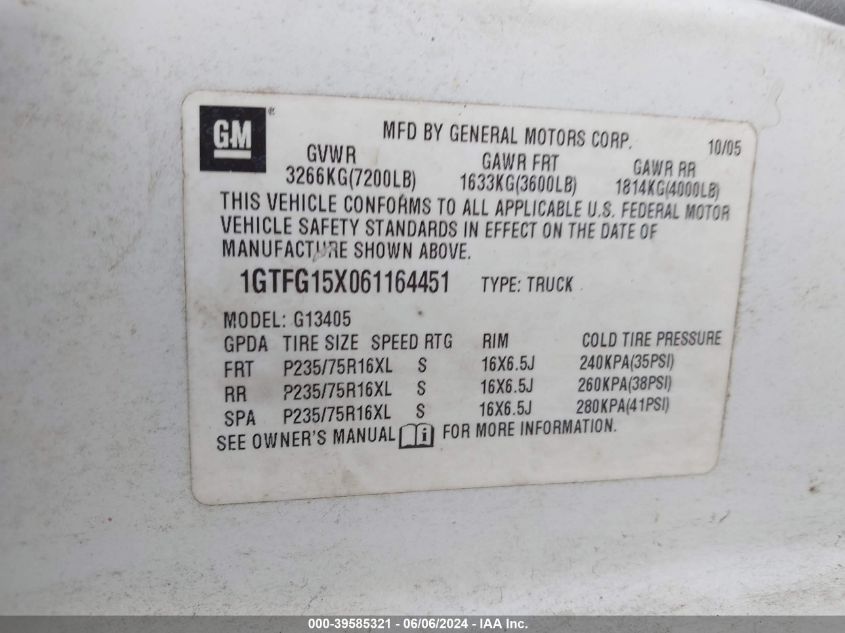 GM®
MFD BY GENERAL MOTORS CORP. 10/05
GVWR GAWR FRT GAWR RR
3266KG(7200LB) 1633KG(3600LB) 1814KG(4000LB)
THIS VEHICLE CONFORMS TO ALL APPLICABLE U.S. FEDERAL MOTOR
VEHICLE SAFETY STANDARDS IN EFFECT ON THE DATE OF
MANUFACTURE SHOWN ABOVE.
1GTFG15X061164451 TYPE: TRUCK
MODEL: G13405
GPDA TIRE SIZE SPEED RTG RIM COLD TIRE PRESSURE
FRT P235/75R16XL S 16X6.5J 240KPA(35PSI)
RR P235/75R16XL S 16X6.5J 260KPA(38PSI)
SPA P235/75R16XL S 16X6.5J 280KPA(41PSI)
SEE OWNER'S MANUAL i FOR MORE INFORMATION.
000-39585321 - 06/06/2024 - IAA Inc.